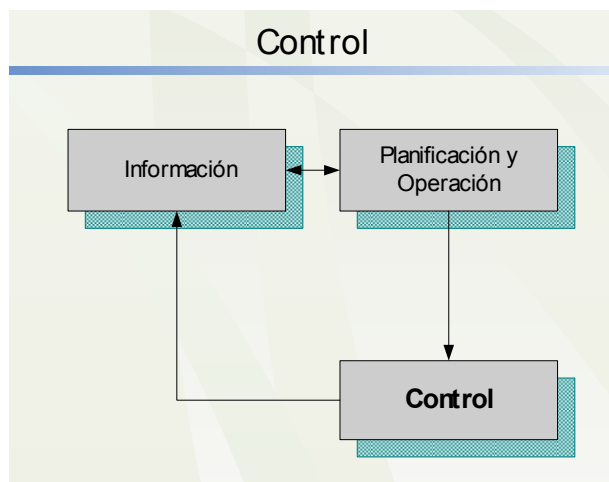 Control
Información
Planificación y
Operación
Control